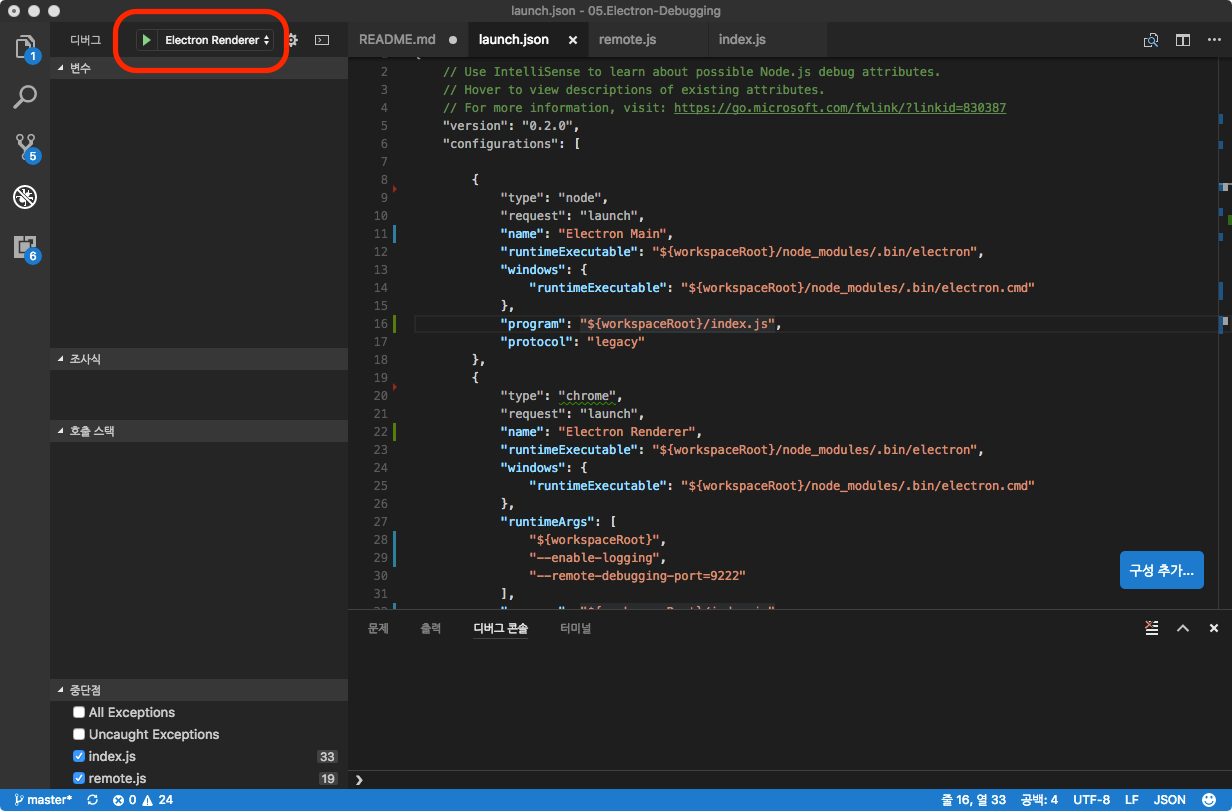 launch.json - 05.Electron-Debugging
1
5
6
디버그
Electron Renderer
변수
조사식
호출 스택
중단점
All Exceptions
Uncaught Exceptions
index.js 33
remote.js 19
README.md
launch.json
remote.js
index.js
2 // Use IntelliSense to learn about possible Node.js debug attributes.
3 // Hover to view descriptions of existing attributes.
4 // For more information, visit: https://go.microsoft.com/fwlink/?linkid=830387
5 "version": "0.2.0",
6 "configurations": [
7
8 {
9 "type": "node",
10 "request": "launch",
11 "name": "Electron Main",
12 "runtimeExecutable": "${workspaceRoot}/node_modules/.bin/electron",
13 "windows": {
14 "runtimeExecutable": "${workspaceRoot}/node_modules/.bin/electron.cmd"
15 },
16 "program": "${workspaceRoot}/index.js",
17 "protocol": "legacy"
18 },
19 {
20 "type": "chrome",
21 "request": "launch",
22 "name": "Electron Renderer",
23 "runtimeExecutable": "${workspaceRoot}/node_modules/.bin/electron",
24 "windows": {
25 "runtimeExecutable": "${workspaceRoot}/node_modules/.bin/electron.cmd"
26 },
27 "runtimeArgs": [
28 "${workspaceRoot}",
29 "--enable-logging",
30 "--remote-debugging-port=9222"
31 ],
구성 추가...
문제
출력
디버그 콘솔
터미널
master*
0
24
줄 16, 열 33
공백: 4
UTF-8
LF
JSON